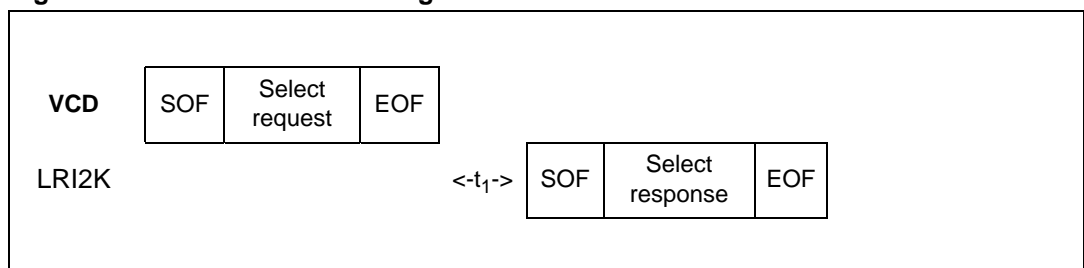 VCD SOF Select request EOF
LRI2K <-t1-> SOF Select response EOF